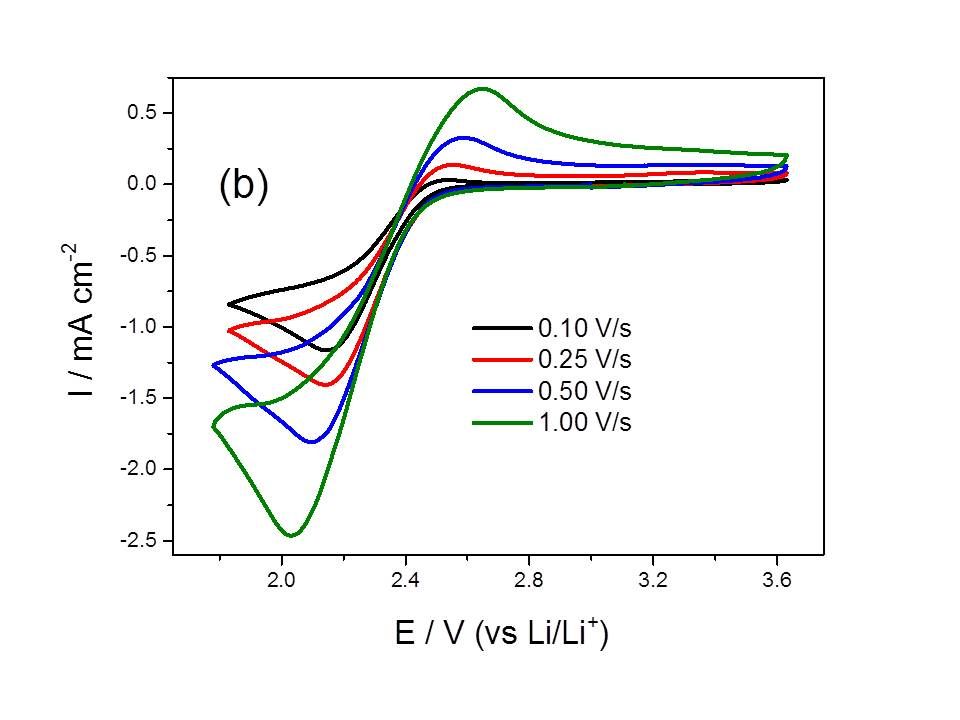 0.5
0.0
-0.5
-1.0
-1.5
-2.0
-2.5
(b)
I / mA cm-2
0.10 V/s
0.25 V/s
0.50 V/s
1.00 V/s
2.0 2.4 2.8 3.2 3.6
E / V (vs Li/Li+)